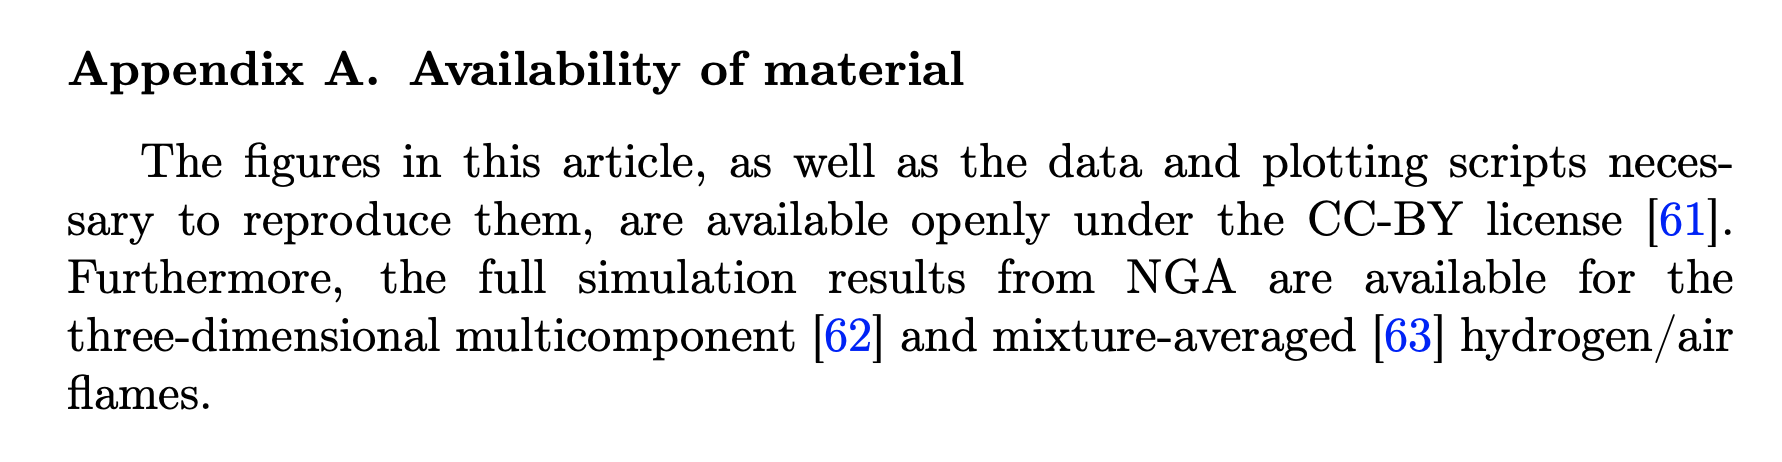 Appendix A. Availability of material
The figures in this article, as well as the data and plotting scripts neces-
sary to reproduce them, are available openly under the CC-BY license [61].
Furthermore, the full simulation results from NGA are available for the
three-dimensional multicomponent [62] and mixture-averaged [63] hydrogen/air
flames.